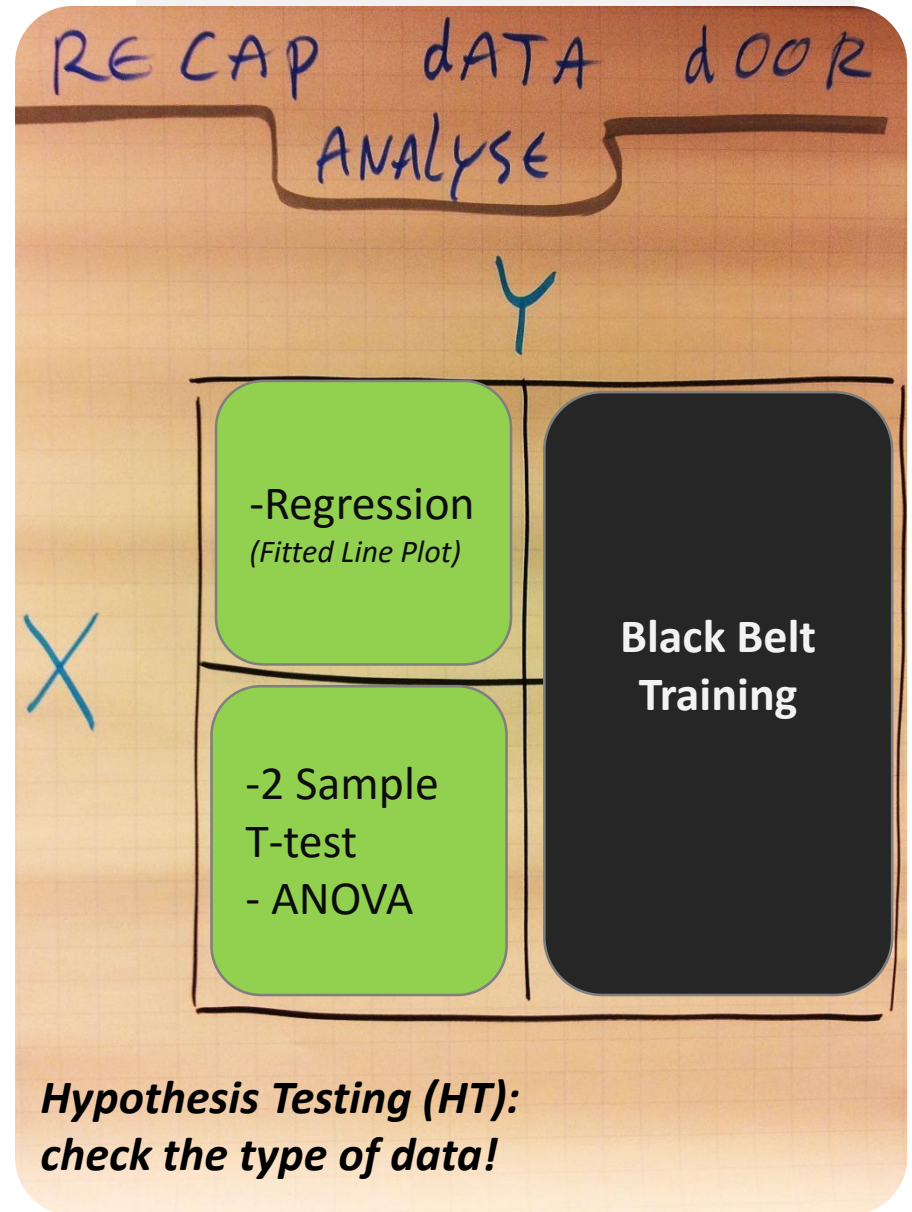 RECAP dATA dOOR
ANALYSE
Y
X
-Regression
(Fitted Line Plot)
-2 Sample
T-test
- ANOVA
Black Belt
Training
Hypothesis Testing (HT):
check the type of data!